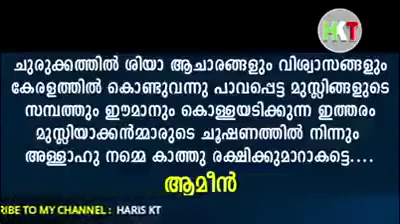 HKT
ചുരുക്കത്തിൽ ശിയാ ആചാരങ്ങളും വിശ്വാസങ്ങളും
കേരളത്തിൽ കൊണ്ടുവന്നു പാവപ്പെട്ട മുസ്ലിങ്ങളുടെ
സമ്പത്തും ഈമാനും കൊള്ളയടിക്കുന്ന ഇത്തരം
മുസ്ലിയാക്കൻമ്മാരുടെ ചൂഷണത്തിൽ നിന്നും
അള്ളാഹു നമ്മെ കാത്തു രക്ഷിക്കുമാറാകട്ടെ....
ആമീൻ
RIBE TO MY CHANNEL : HARIS KT